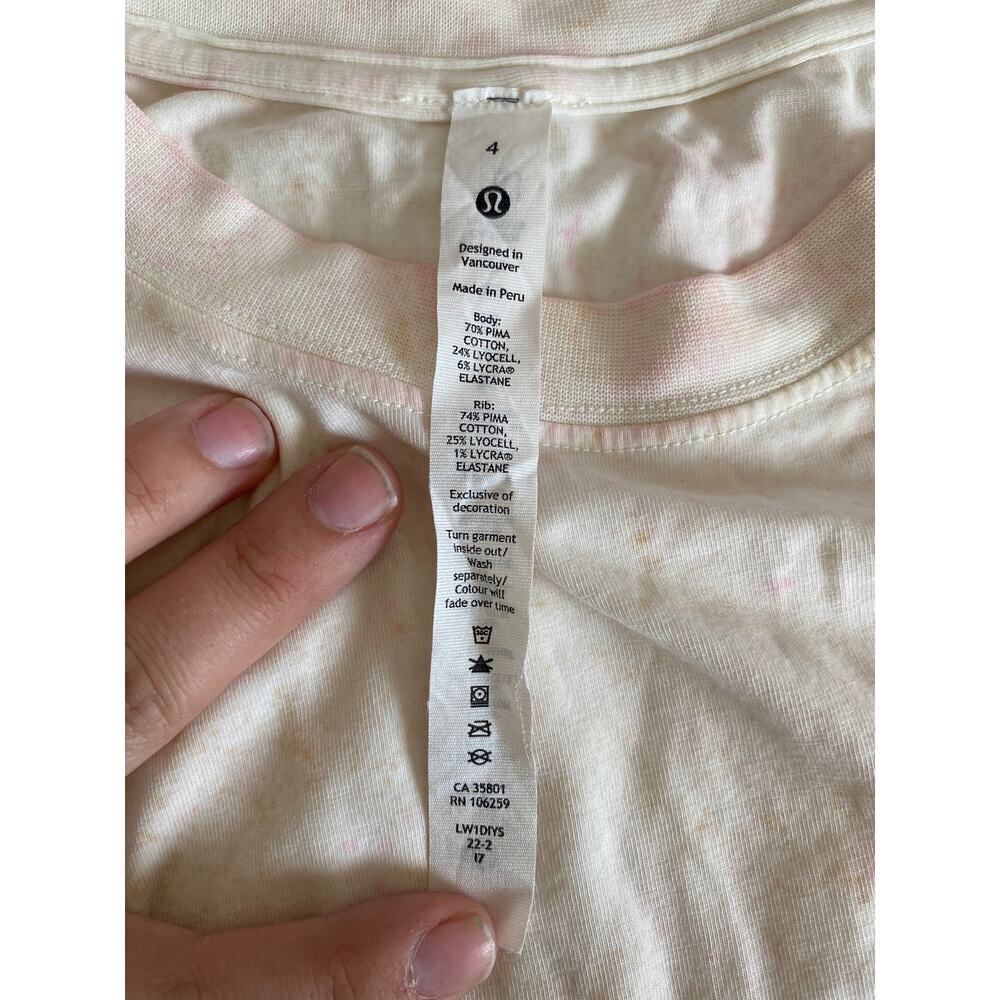 4
Designed in
Vancouver
Made in Peru
Body:
70% PIMA
COTTON,
24% LYOCELL,
6% LYCRA®
ELASTANE
Rib:
74% PIMA
COTTON,
25% LYOCELL,
1% LYCRA®
ELASTANE
Exclusive of
decoration
Turn garment
inside out/
Wash
separately/
Colour will
fade over time
CA 35801
RN 106259
LW1DIYS
22-2
I7